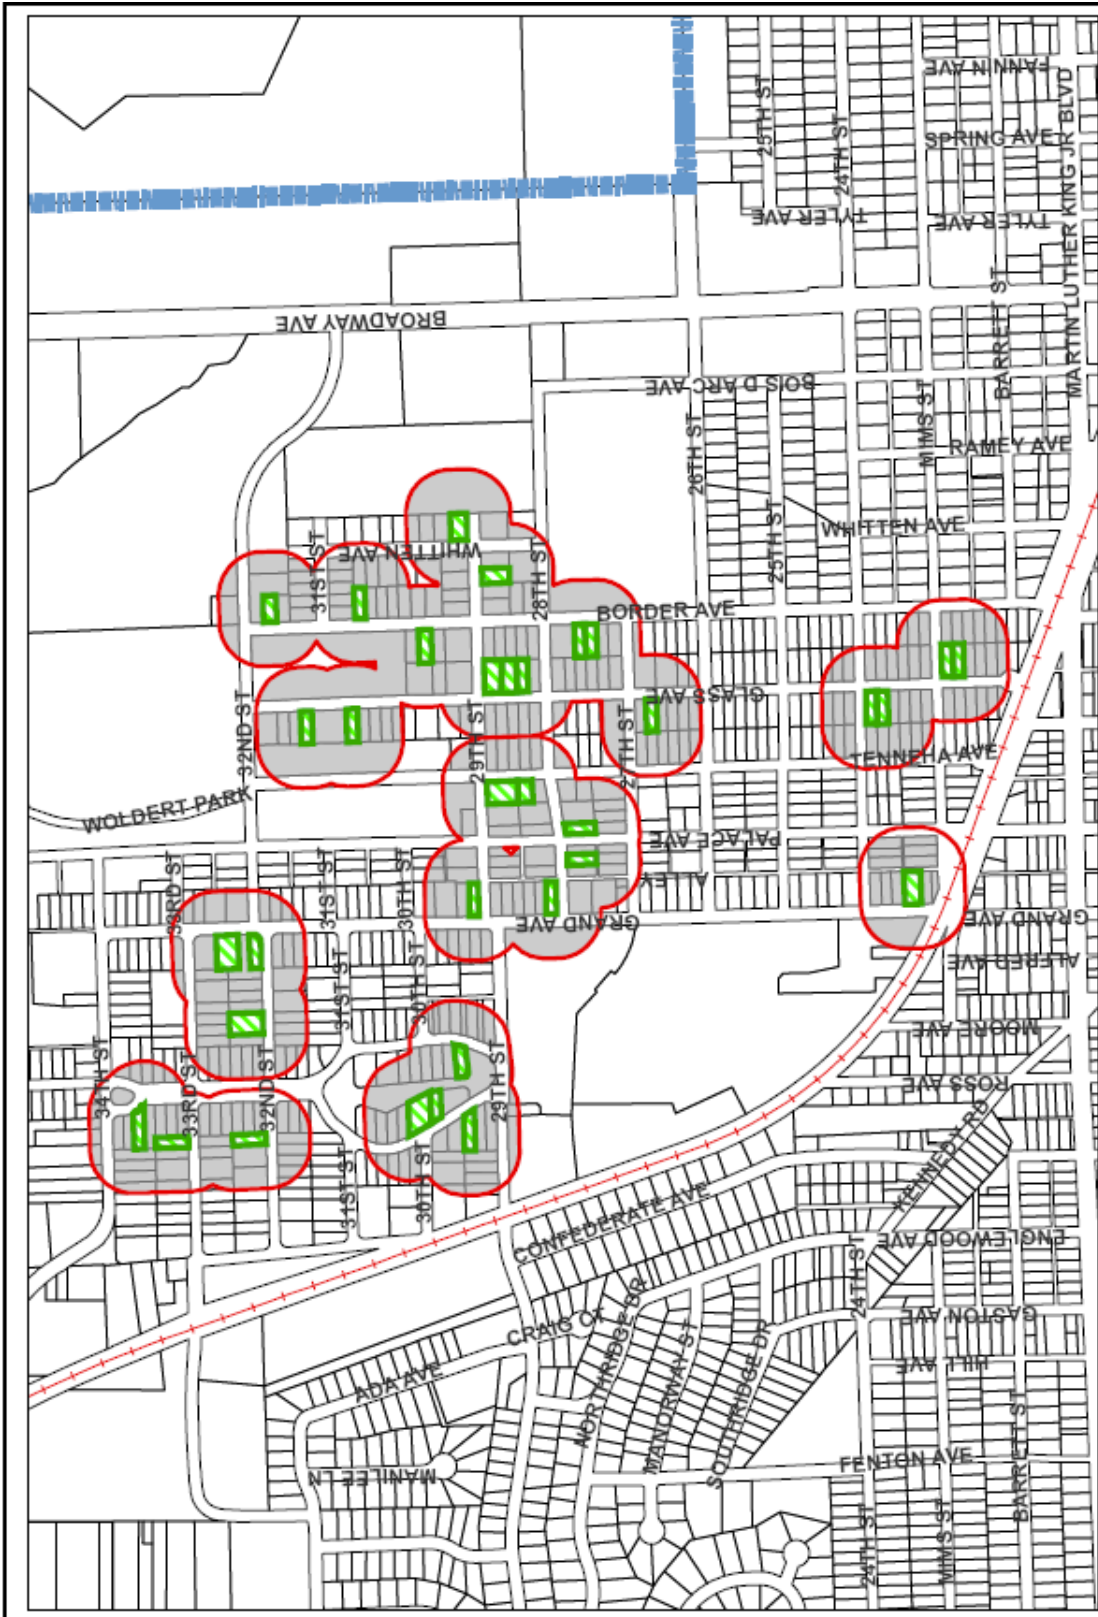 FANNIN AVE
25TH ST
24TH ST
SPRING AVE
MARTIN LUTHER KING JR BLVD
TYLER AVE
TYLER AVE
BROADWAY AVE
BARRETT ST
BOIS D ARC AVE
MIMS ST
26TH ST
RAMEY AVE
WHITTEN AVE
25TH ST
WHITTEN AVE
31ST ST
28TH ST
BORDER AVE
GLASS AVE
32ND ST
29TH ST
27TH ST
TENNEHA AVE
WOLDERT PARK
PALACE AVE
ALLEY
33RD ST
31ST ST
30TH ST
GRAND AVE
GRAND AVE
ALFRED AVE
31ST ST
30TH ST
MOORE AVE
34TH ST
33RD ST
32ND ST
29TH ST
ROSS AVE
KENNEDY RD
31ST ST
30TH ST
CONFEDERATE AVE
ENGLEWOOD AVE
24TH ST
CRAIG CT
NORTHRIDGE DR
GASTON AVE
MANORWAY ST
SOUTHRIDGE DR
HILL AVE
ADA AVE
BARRETT ST
MANILEE LN
FENTON AVE
24TH ST
MIMS ST